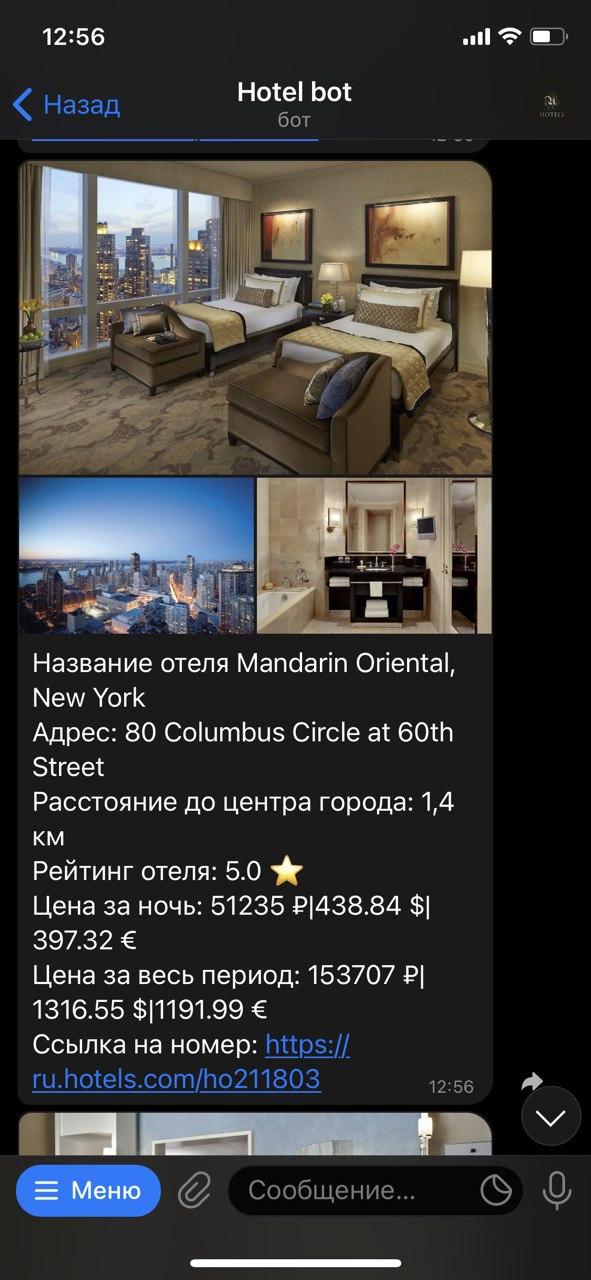 12:56
Назад
Hotel bot
бот
HOTELS
Название отеля Mandarin Oriental,
New York
Адрес: 80 Columbus Circle at 60th
Street
Расстояние до центра города: 1,4
км
Рейтинг отеля: 5.0 ⭐
Цена за ночь: 51235 ₽|438.84 $|
397.32 €
Цена за весь период: 153707 ₽|
1316.55 $|1191.99 €
Ссылка на номер: https://
ru.hotels.com/ho211803
12:56
Меню
Сообщение...